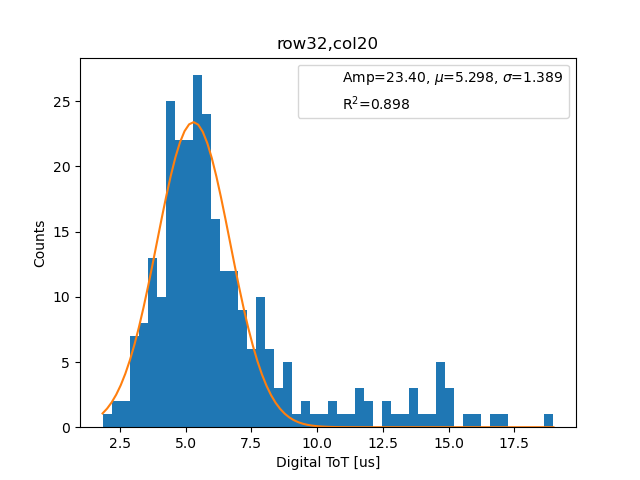 row32,col20
Amp=23.40, μ=5.298, σ=1.389
R²=0.898
25
20
15
10
5
0
Counts
2.5 5.0 7.5 10.0 12.5 15.0 17.5
Digital ToT [us]